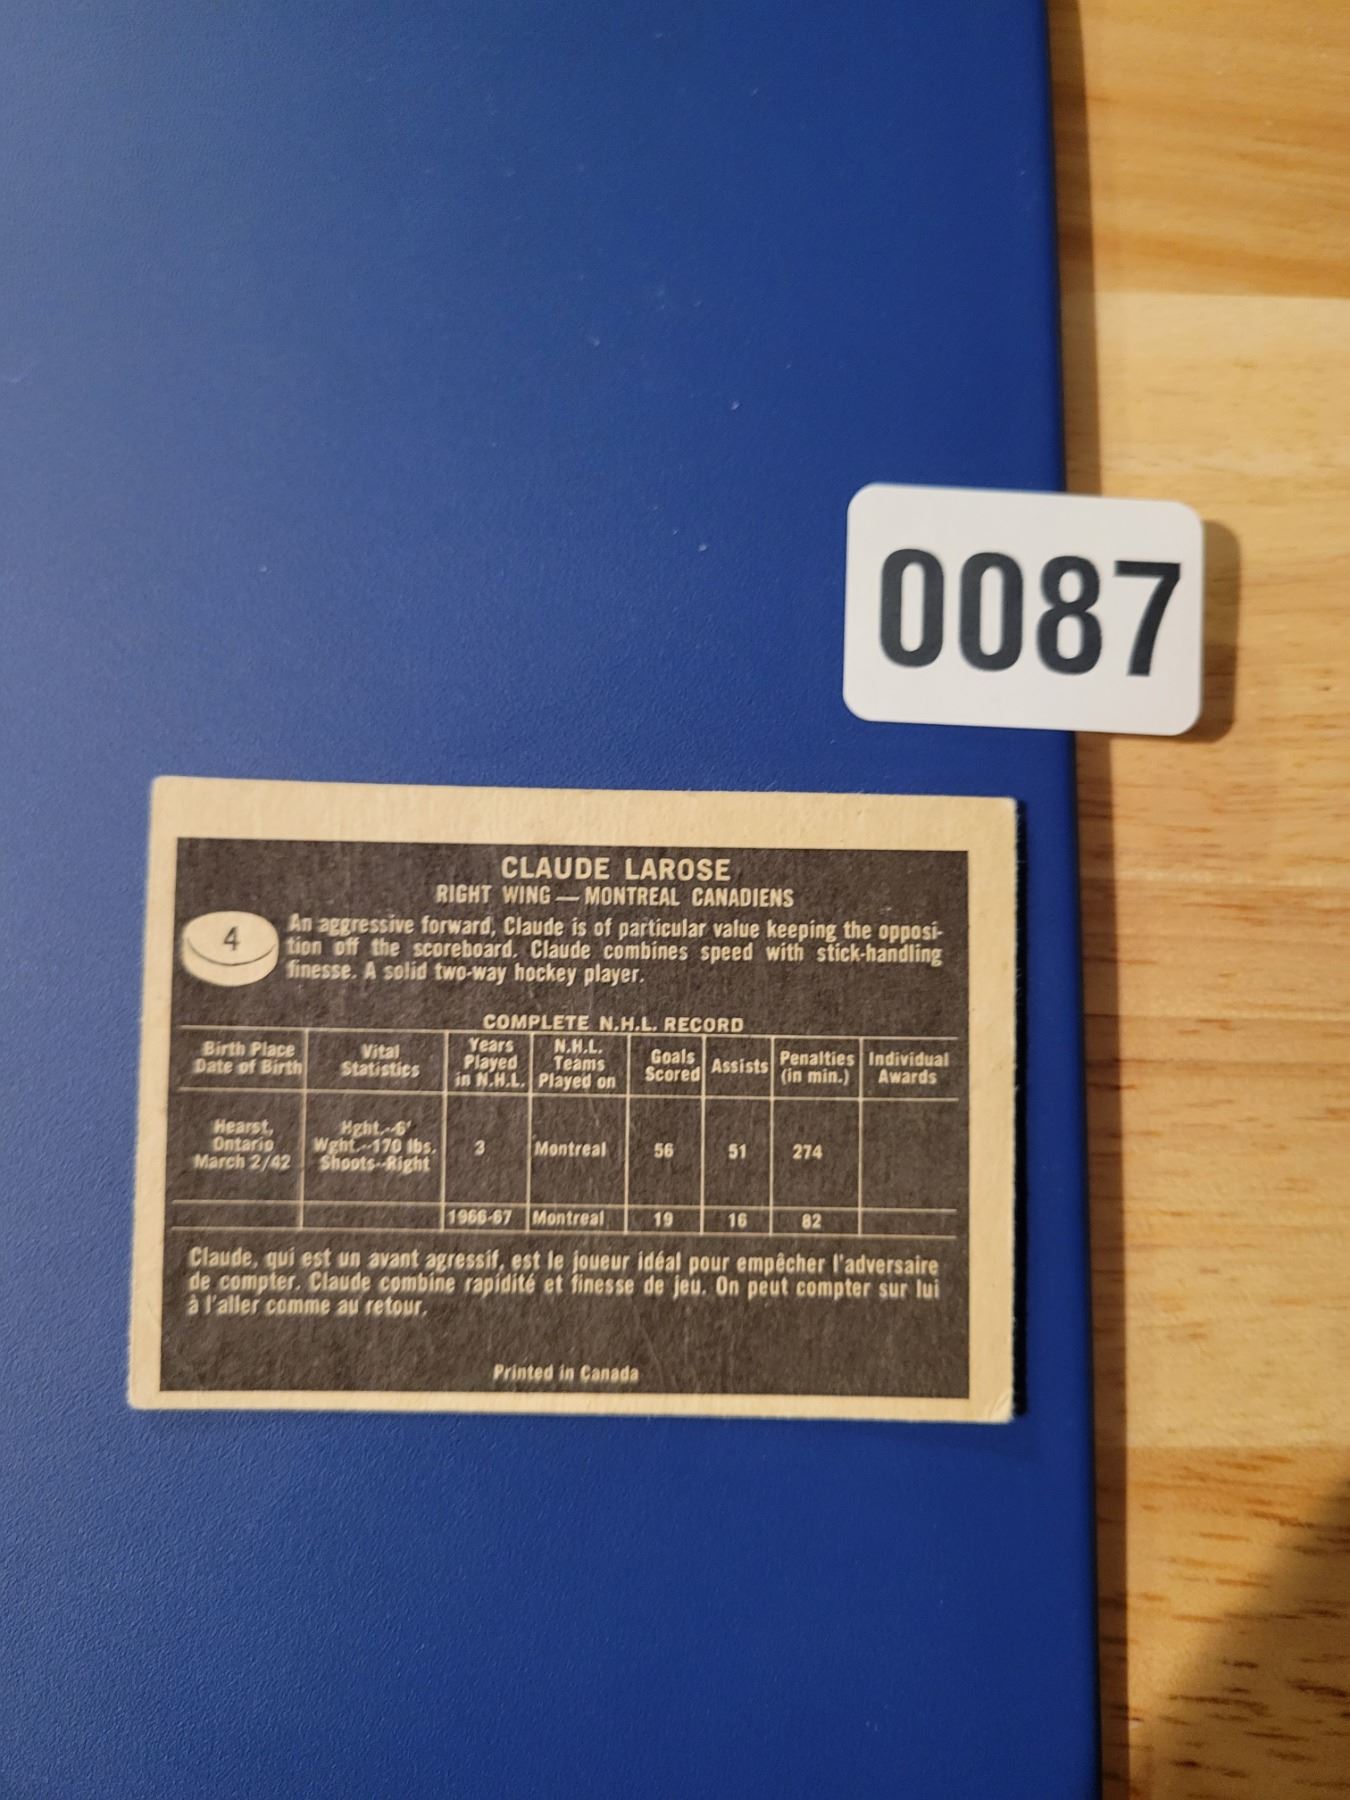 0087
CLAUDE LAROSE
RIGHT WING — MONTREAL CANADIENS
4
An aggressive forward, Claude is of particular value keeping the opposi-
tion off the scoreboard. Claude combines speed with stick-handling
finesse. A solid two-way hockey player.
COMPLETE N.H.L. RECORD
Birth Place
Date of Birth
Vital
Statistics
Years
Played
in N.H.L.
N.H.L.
Teams
Played on
Goals
Scored
Assists
Penalties
(in min.)
Individual
Awards
Hearst,
Ontario
March 2/42
Hght.--6'
Wght.--170 lbs.
Shoots--Right
3
Montreal
56
51
274
1966-67
Montreal
19
16
82
Claude, qui est un avant agressif, est le joueur idéal pour empêcher l'adversaire
de compter. Claude combine rapidité et finesse de jeu. On peut compter sur lui
à l'aller comme au retour.
Printed in Canada